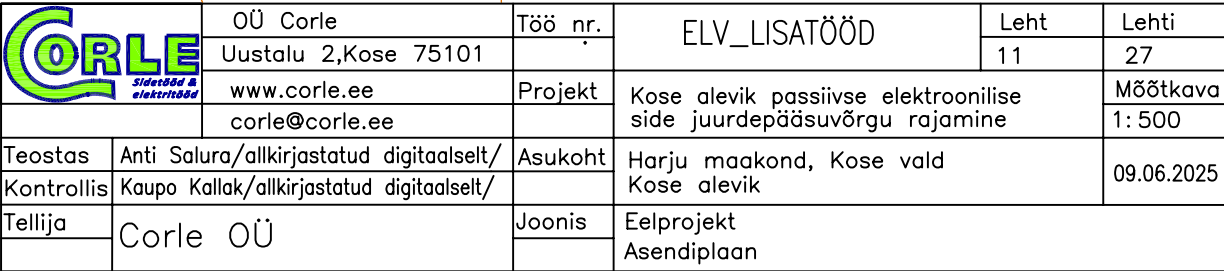 CORLE
Sidetööd &
elektritööd
OÜ Corle
Uustalu 2,Kose 75101
www.corle.ee
corle@corle.ee
Töö nr.
ELV_LISATÖÖD
Leht
Lehti
11
27
Projekt
Kose alevik passiivse elektroonilise
side juurdepääsuvõrgu rajamine
Mõõtkava
1:500
Teostas
Anti Salura/allkirjastatud digitaalselt/
Kontrollis
Kaupo Kallak/allkirjastatud digitaalselt/
Asukoht
Harju maakond, Kose vald
Kose alevik
09.06.2025
Tellija
Corle OÜ
Joonis
Eelprojekt
Asendiplaan